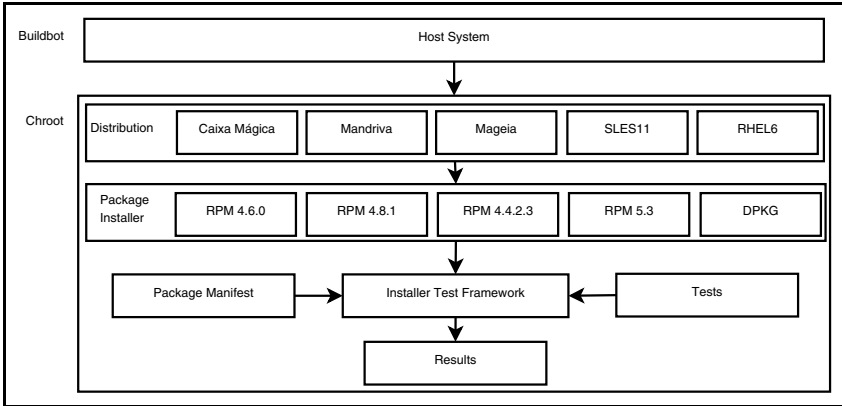 Buildbot
Host System
Chroot
Distribution
Caixa Mágica
Mandriva
Mageia
SLES11
RHEL6
Package
Installer
RPM 4.6.0
RPM 4.8.1
RPM 4.4.2.3
RPM 5.3
DPKG
Package Manifest
Installer Test Framework
Tests
Results